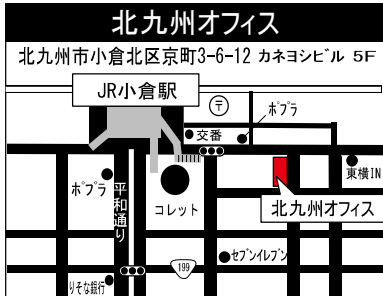 北九州オフィス
北九州市小倉北区京町3-6-12 カネヨシビル 5F
JR小倉駅
〒
ポプラ
交番
東横IN
ポプラ
平和通り
コレット
北九州オフィス
セブンイレブン
199
りそな銀行